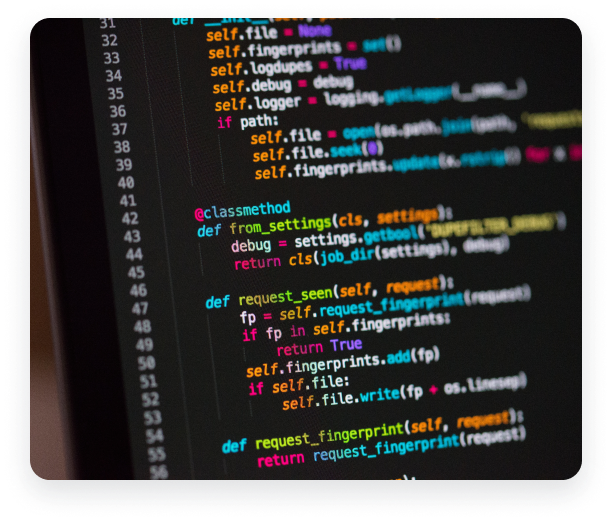 31 def __init__(self,
32 self.file = None
33 self.fingerprints = set()
34 self.logdupes = True
35 self.debug = debug
36 self.logger = logging.getLogger(__name__)
37 if path:
38 self.file = open(os.path.join(path,
39 self.file.seek(0)
40 self.fingerprints.update(x.rstrip() for x
41
42 @classmethod
43 def from_settings(cls, settings):
44 debug = settings.getbool('DUPEFILTER_DEBUG')
45 return cls(job_dir(settings), debug)
46
47 def request_seen(self, request):
48 fp = self.request_fingerprint(request)
49 if fp in self.fingerprints:
50 return True
51 self.fingerprints.add(fp)
52 if self.file:
53 self.file.write(fp + os.linesep)
54
55 def request_fingerprint(self, request):
56 return request_fingerprint(request)